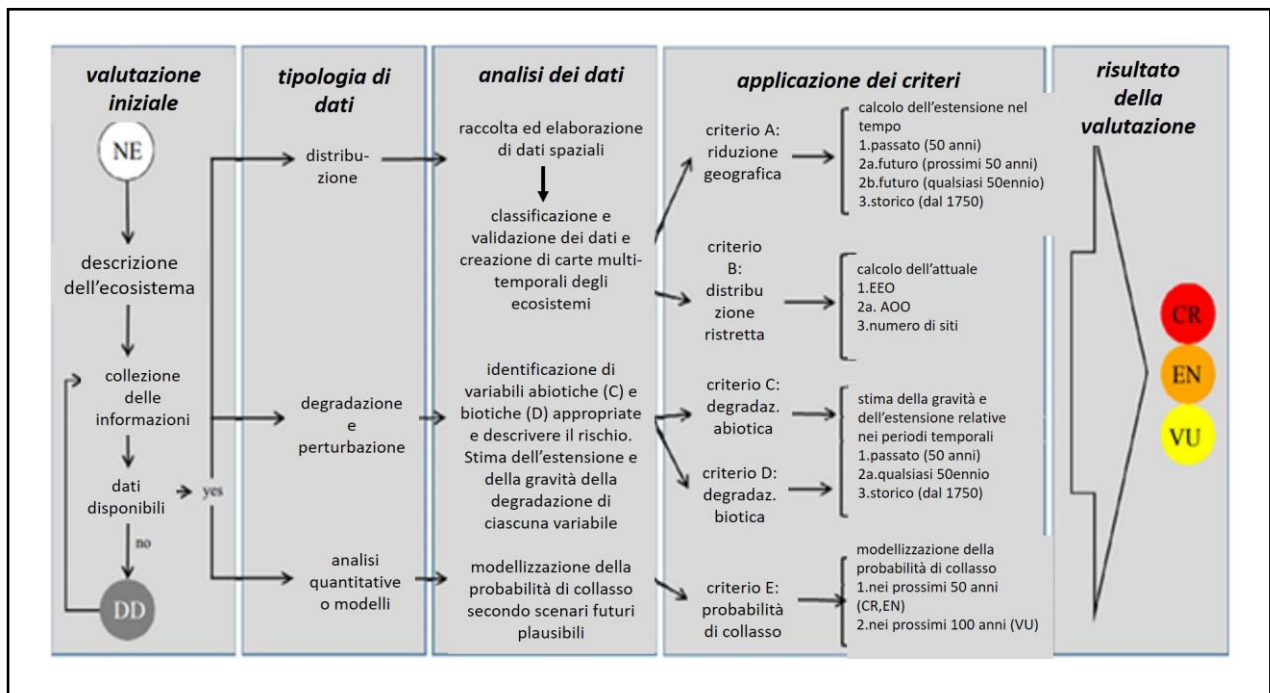 valutazione
iniziale
NE
descrizione
dell'ecosistema
collezione
delle
informazioni
dati
disponibili
yes
no
DD
tipologia di
dati
distribu-
zione
degradazione
e
perturbazione
analisi
quantitative
o modelli
analisi dei dati
raccolta ed elaborazione
di dati spaziali
classificazione e
validazione dei dati e
creazione di carte multi-
temporali degli
ecosistemi
identificazione di
variabili abiotiche (C) e
biotiche (D) appropriate
e descrivere il rischio.
Stima dell'estensione e
della gravità della
degradazione di
ciascuna variabile
modellizzazione della
probabilità di collasso
secondo scenari futuri
plausibili
applicazione dei criteri
criterio A:
riduzione
geografica
calcolo dell'estensione nel
tempo
1.passato (50 anni)
2a.futuro (prossimi 50 anni)
2b.futuro (qualsiasi 50ennio)
3.storico (dal 1750)
criterio
B:
distribu
zione
ristretta
calcolo dell'attuale
1.EEO
2a. AOO
3.numero di siti
criterio C:
degradaz.
abiotica
criterio D:
degradaz.
biotica
stima della gravità e
dell'estensione relative
nei periodi temporali
1.passato (50 anni)
2a.qualsiasi 50ennio
3.storico (dal 1750)
criterio E:
probabilità
di collasso
modellizzazione della
probabilità di collasso
1.nei prossimi 50 anni
(CR,EN)
2.nei prossimi 100 anni (VU)
risultato
della
valutazione
CR
EN
VU